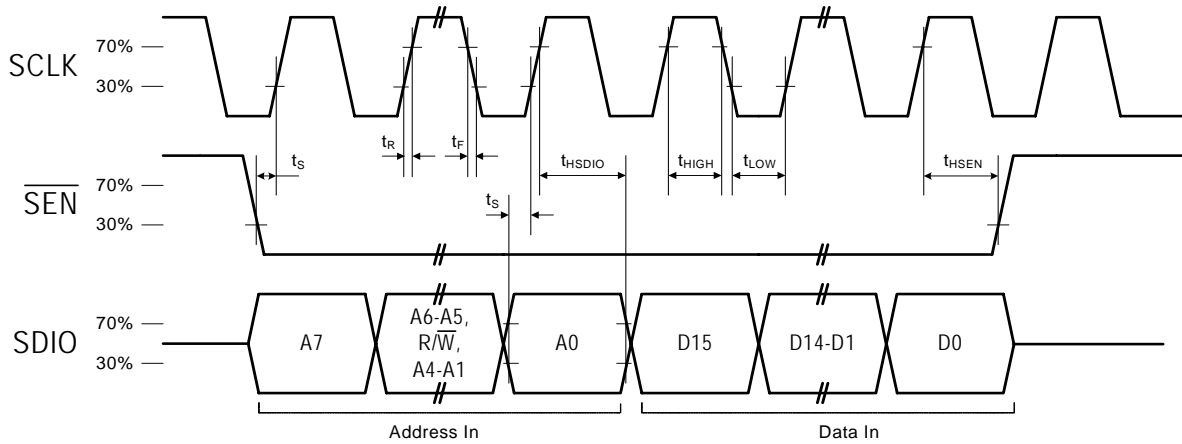 SCLK
70%
30%
tS
tR
tF
tHSDIO
tHIGH
tLOW
tHSEN
SEN
70%
30%
tS
SDIO
70%
30%
A7
A6-A5,
R/W,
A4-A1
A0
D15
D14-D1
D0
Address In
Data In